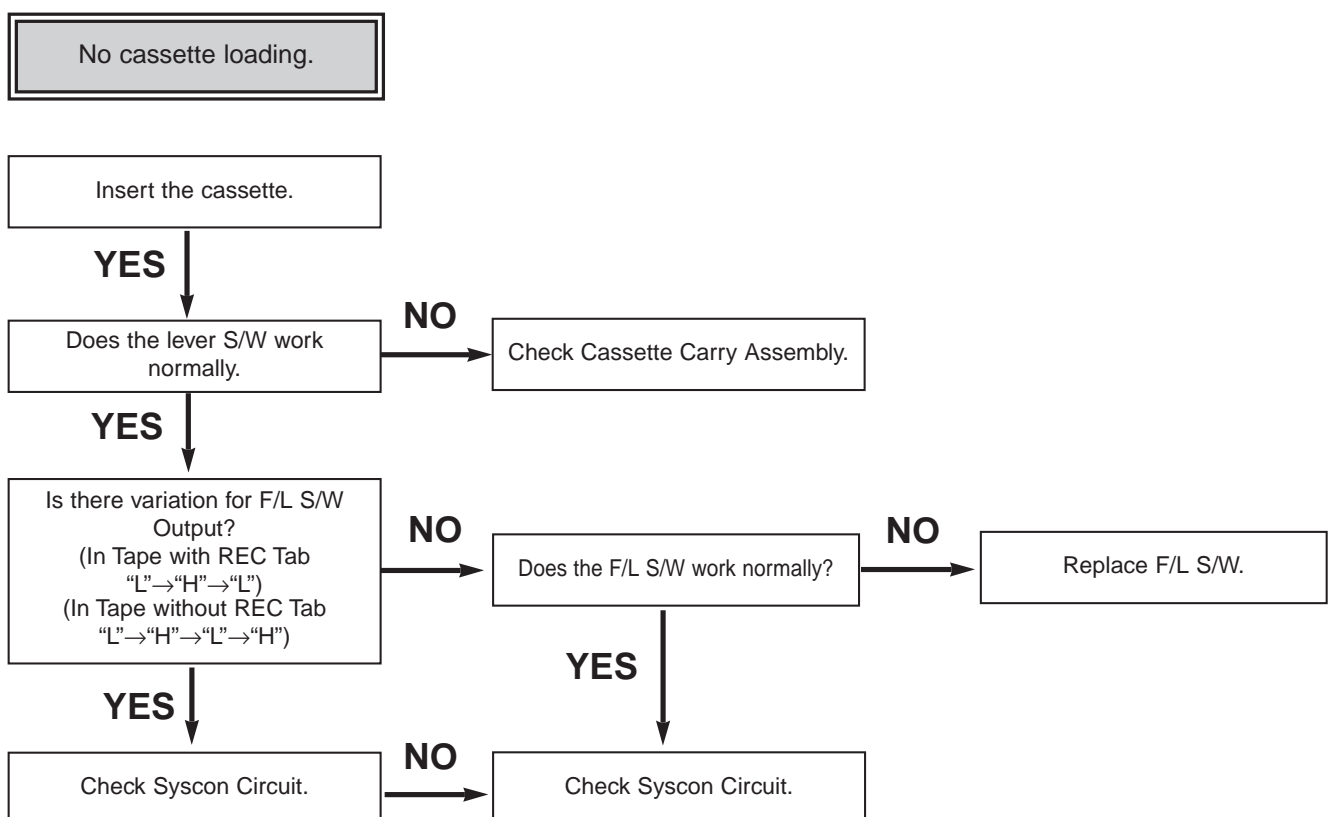 No cassette loading.
Insert the cassette.
YES
Does the lever S/W work
normally.
NO
Check Cassette Carry Assembly.
YES
Is there variation for F/L S/W
Output?
(In Tape with REC Tab
“L”→“H”→“L”)
(In Tape without REC Tab
“L”→“H”→“L”→“H”)
NO
Does the F/L S/W work normally?
NO
Replace F/L S/W.
YES
YES
Check Syscon Circuit.
NO
Check Syscon Circuit.